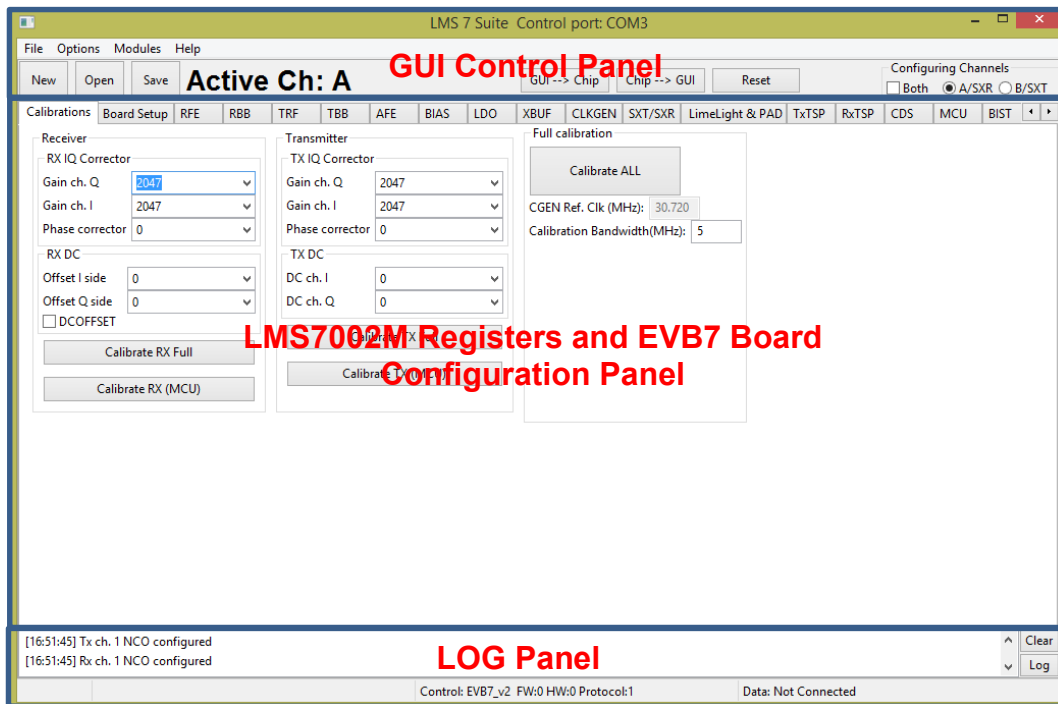 LMS 7 Suite Control port: COM3
File Options Modules Help
GUI Control Panel
New Open Save Active Ch: A GUI --> Chip Chip --> GUI Reset
Configuring Channels
Both A/SXR B/SXT
Calibrations Board Setup RFE RBB TRF TBB AFE BIAS LDO XBUF CLKGEN SXT/SXR LimeLight & PAD TxTSP RxTSP CDS MCU BIST
Receiver
RX IQ Corrector
Gain ch. Q 2047
Gain ch. I 2047
Phase corrector 0
RX DC
Offset I side 0
Offset Q side 0
DCOFFSET
Calibrate RX Full
Calibrate RX (MCU)
Transmitter
TX IQ Corrector
Gain ch. Q 2047
Gain ch. I 2047
Phase corrector 0
TX DC
DC ch. I 0
DC ch. Q 0
Calibrate TX Full
Calibrate TX (MCU)
Full calibration
Calibrate ALL
CGEN Ref. Clk (MHz): 30.720
Calibration Bandwidth(MHz): 5
LMS7002M Registers and EVB7 Board
Configuration Panel
[16:51:45] Tx ch. 1 NCO configured
[16:51:45] Rx ch. 1 NCO configured
LOG Panel
Clear
Log
Control: EVB7_v2 FW:0 HW:0 Protocol:1 Data: Not Connected